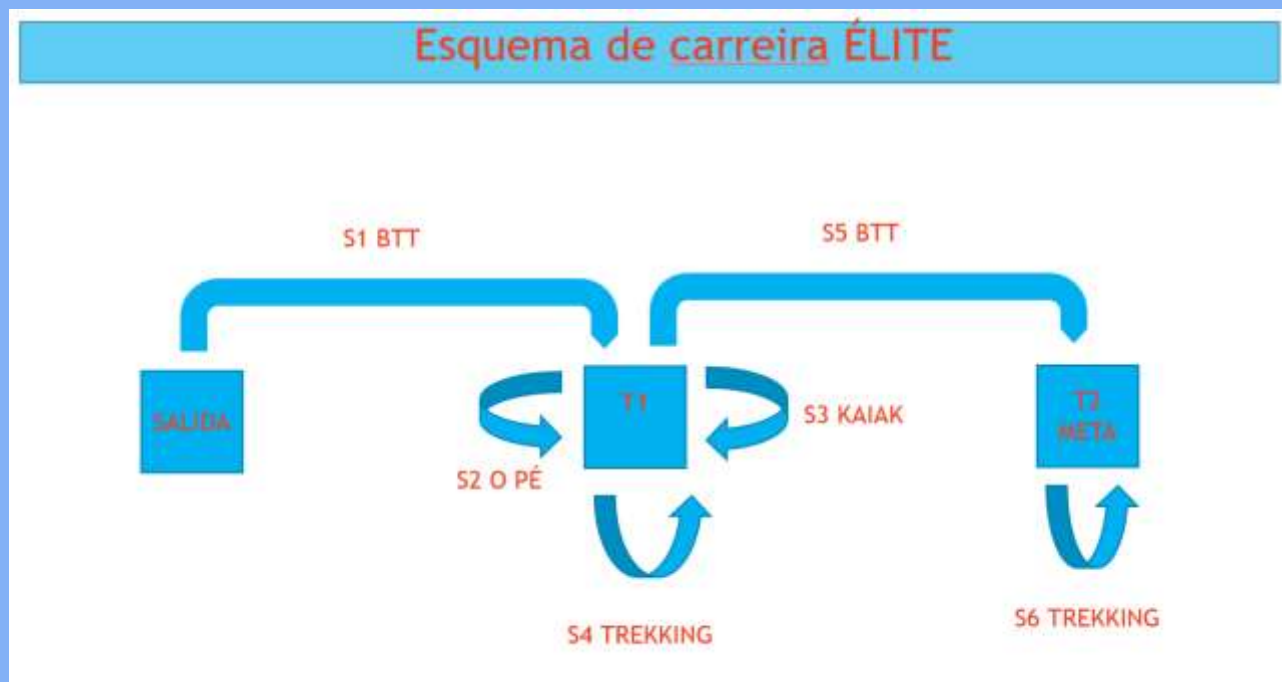 Esquema de carreira ÉLITE
S1 BTT
S5 BTT
SALIDA
T1
S3 KAIAK
T2
META
S2 O PÉ
S4 TREKKING
S6 TREKKING